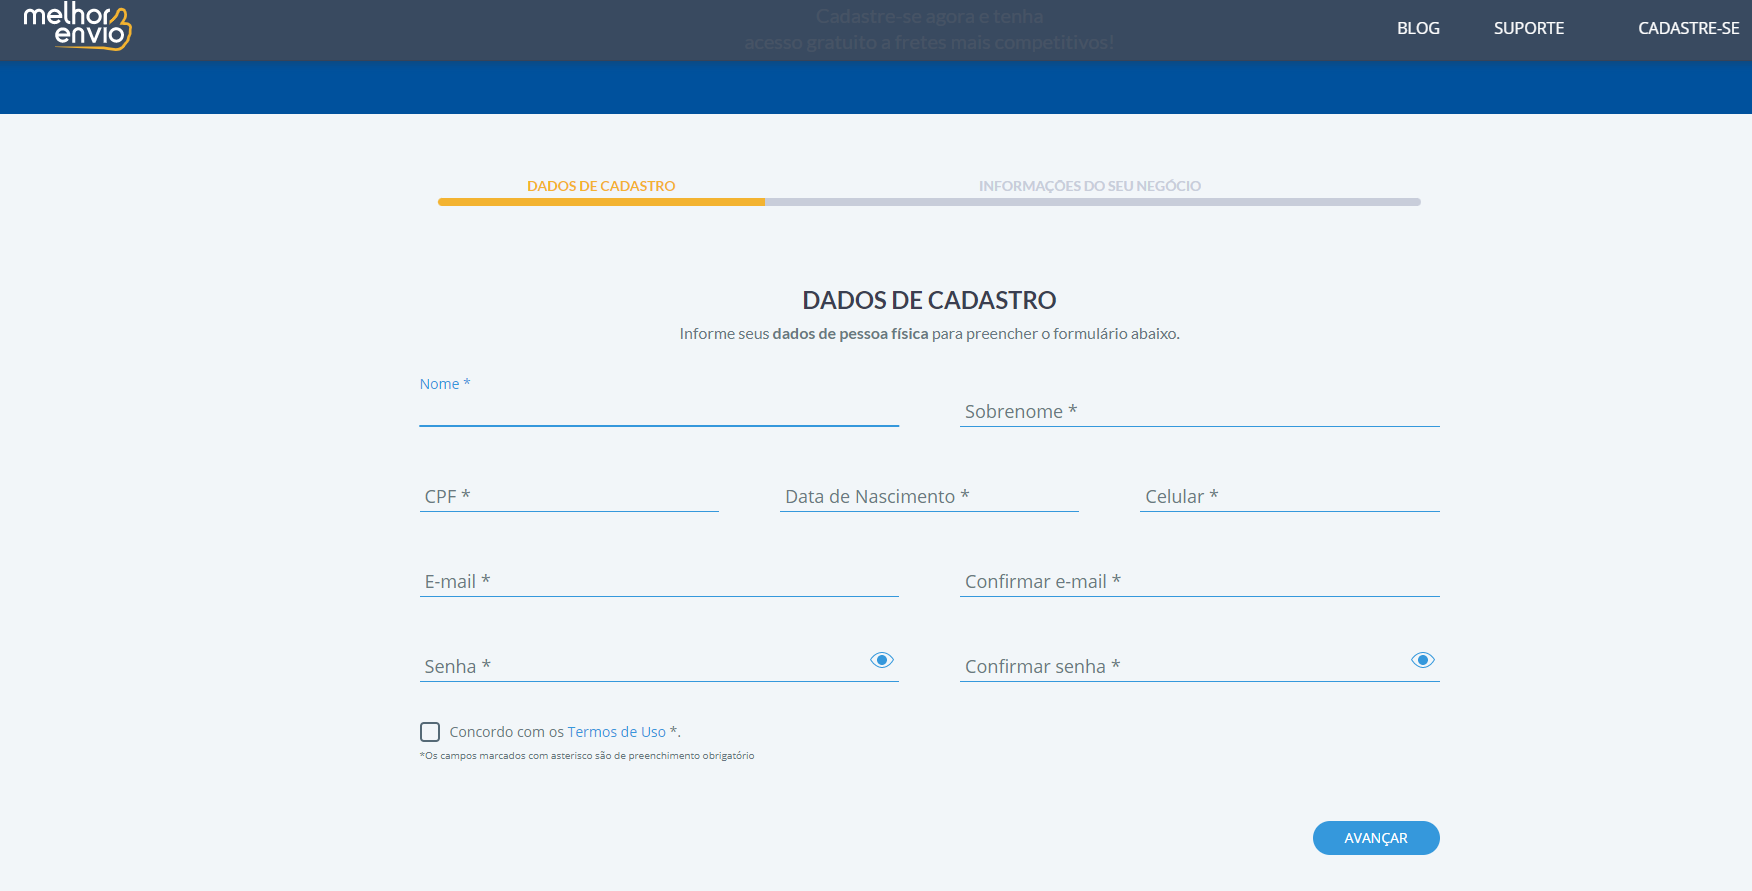 melhor
envio
Cadastre-se agora e tenha
acesso gratuito a fretes mais competitivos!
BLOG
SUPORTE
CADASTRE-SE
DADOS DE CADASTRO
INFORMAÇÕES DO SEU NEGÓCIO
DADOS DE CADASTRO
Informe seus dados de pessoa física para preencher o formulário abaixo.
Nome *
Sobrenome *
CPF *
Data de Nascimento *
Celular *
E-mail *
Confirmar e-mail *
Senha *
Confirmar senha *
Concordo com os Termos de Uso *.
*Os campos marcados com asterisco são de preenchimento obrigatório
AVANÇAR